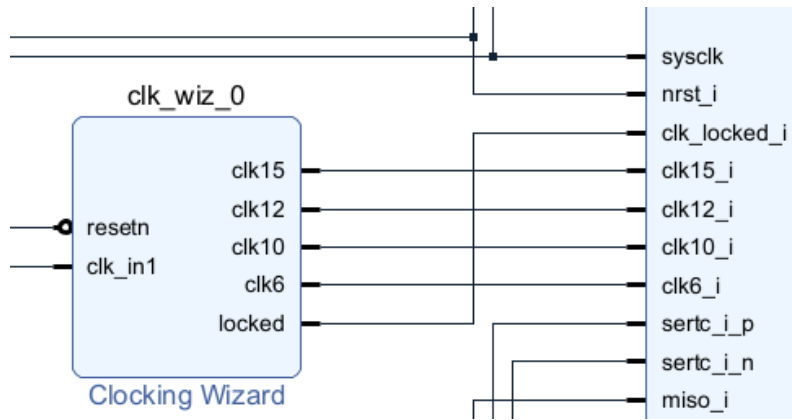 clk_wiz_0
resetn
clk_in1
clk15
clk12
clk10
clk6
locked
Clocking Wizard
sysclk
nrst_i
clk_locked_i
clk15_i
clk12_i
clk10_i
clk6_i
sertc_i_p
sertc_i_n
miso_i